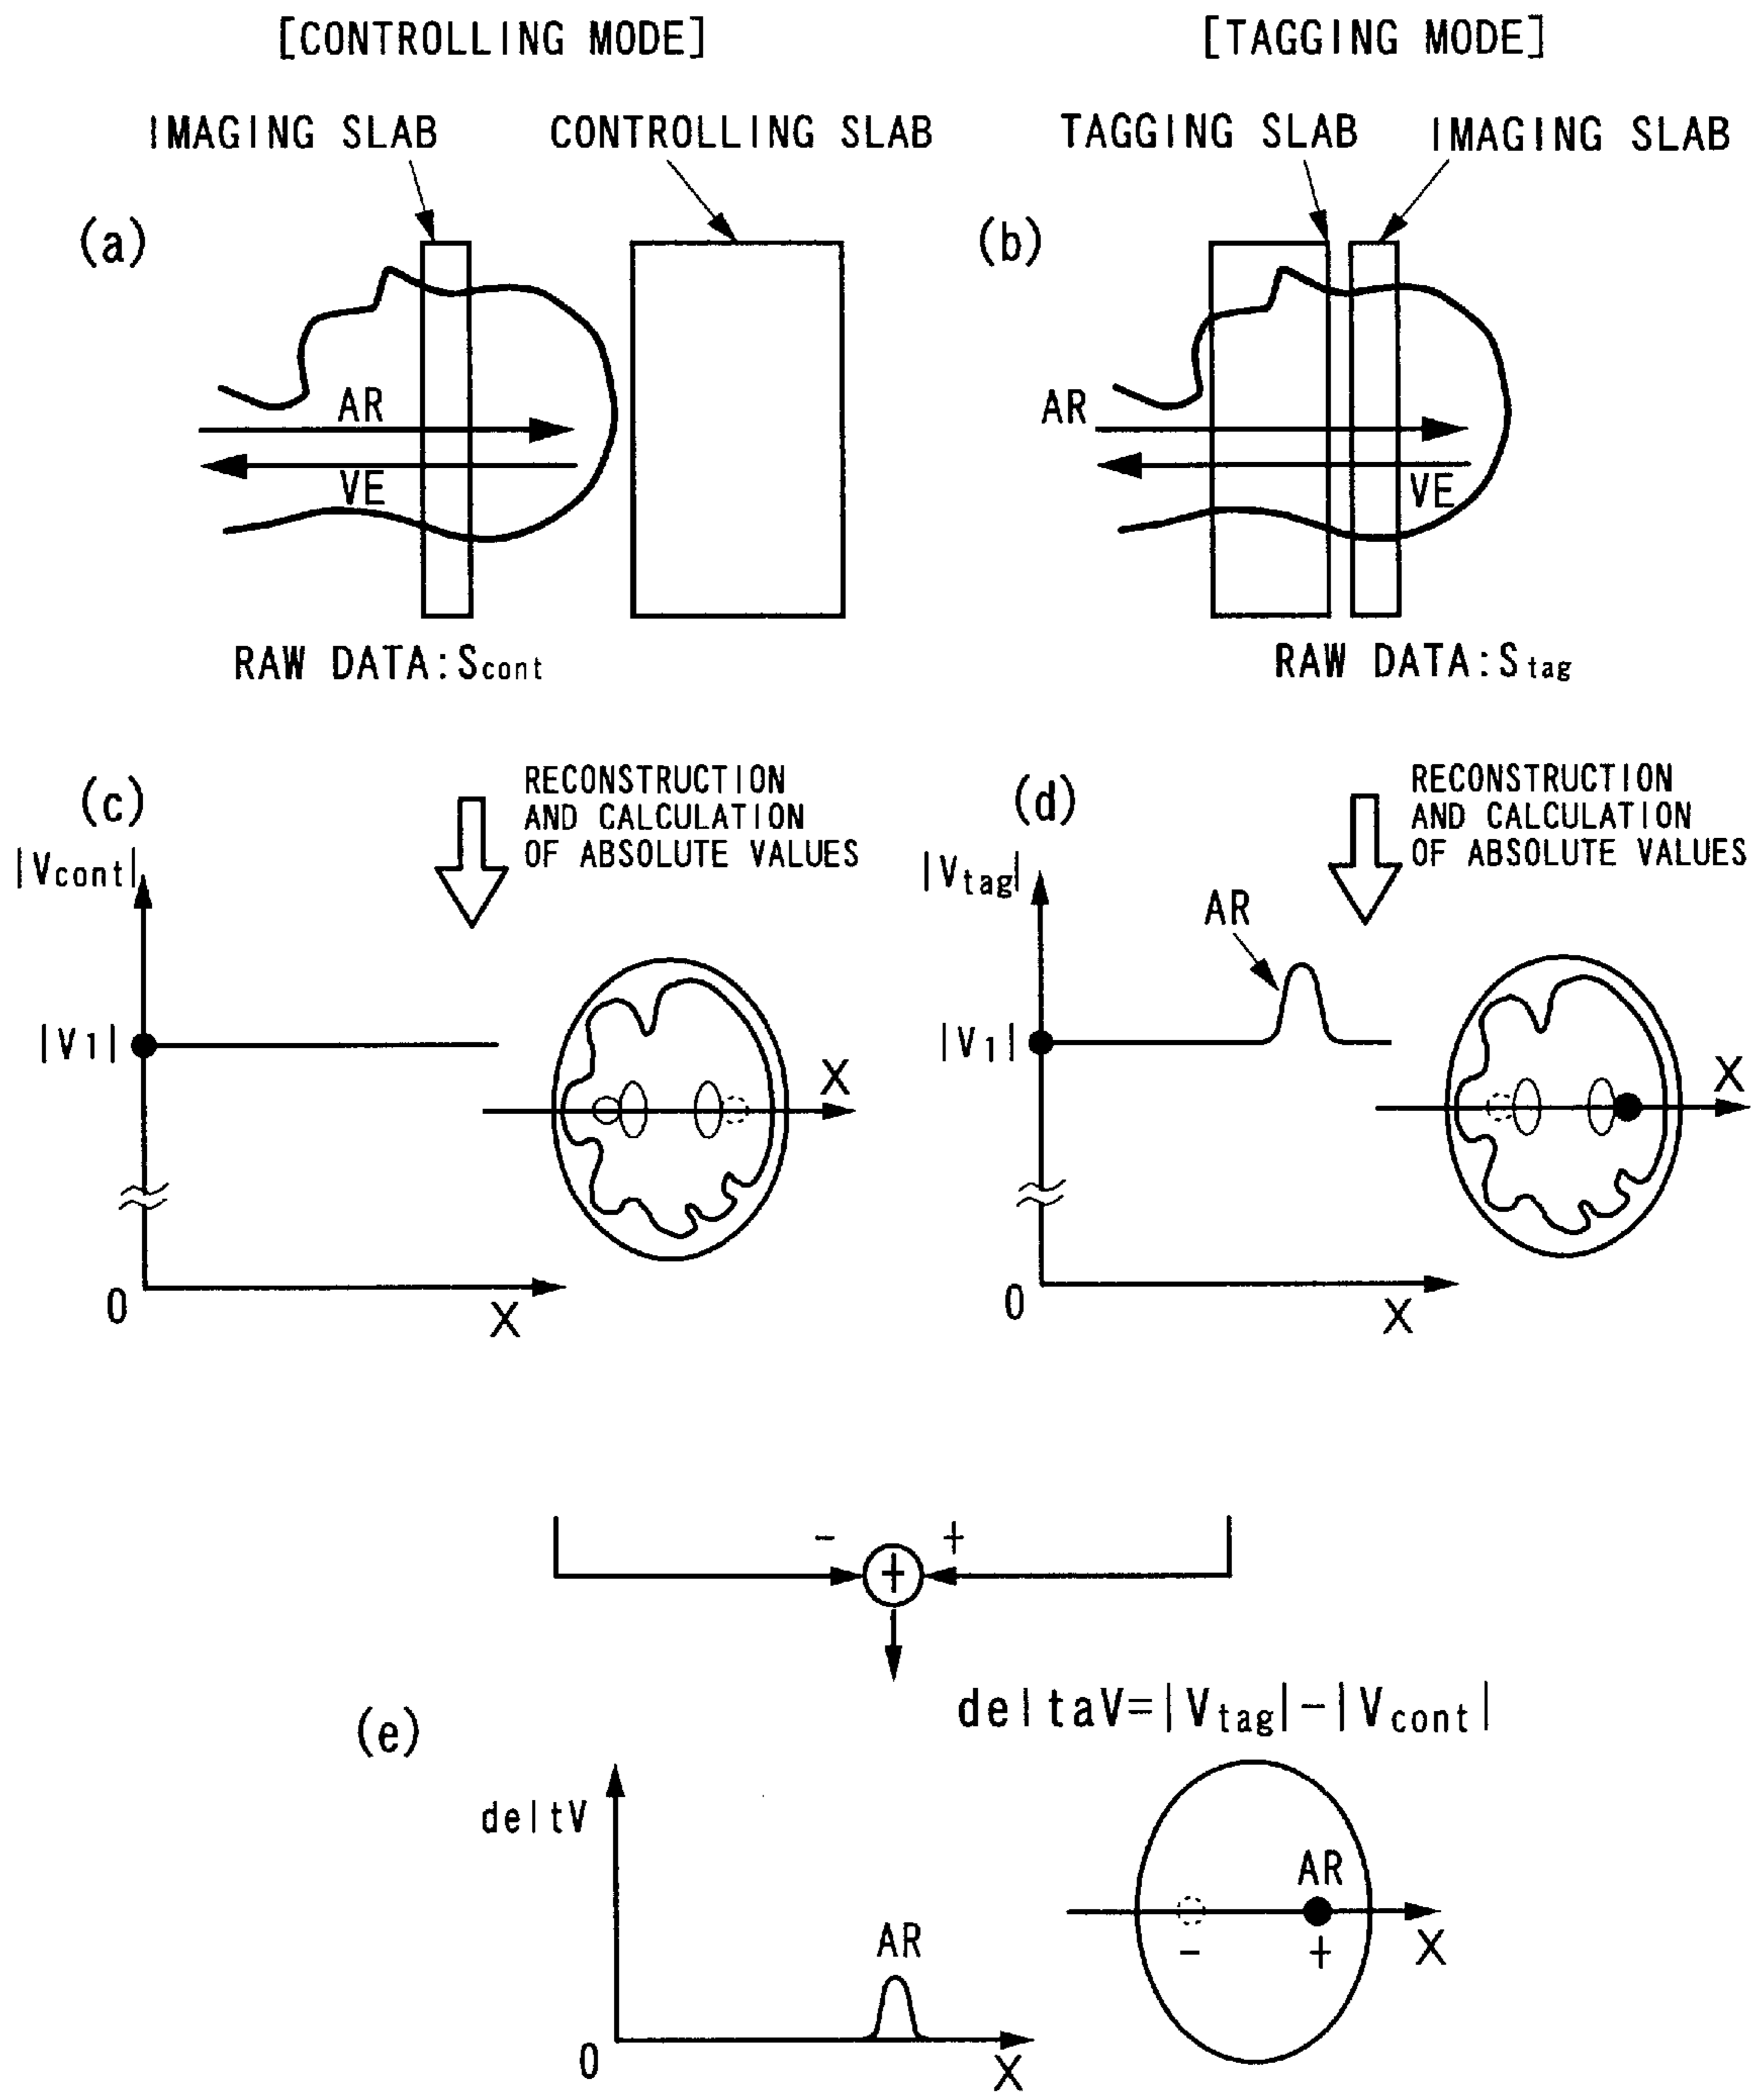 [CONTROLLING MODE]
[TAGGING MODE]
IMAGING SLAB
CONTROLLING SLAB
TAGGING SLAB
IMAGING SLAB
(a)
(b)
AR
VE
AR
VE
RAW DATA:Scont
RAW DATA:Stag
(c)
RECONSTRUCTION
AND CALCULATION
OF ABSOLUTE VALUES
(d)
RECONSTRUCTION
AND CALCULATION
OF ABSOLUTE VALUES
|Vcont|
|Vtag|
AR
|V1|
X
|V1|
X
0
X
0
X
- + +
deltaV=|Vtag|-|Vcont|
(e)
deltV
AR
AR
- +
X
0
X